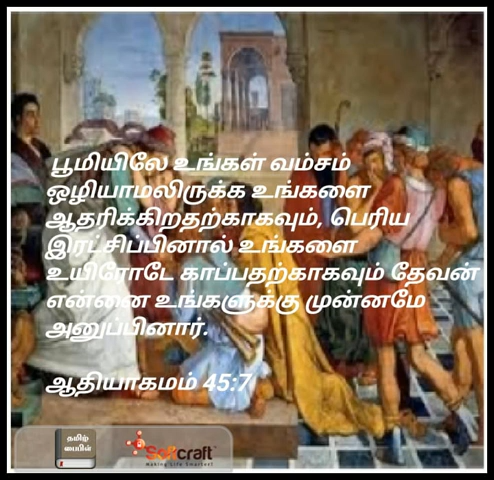 பூமியிலே உங்கள் வம்சம்
ஒழியாமலிருக்க உங்களை
ஆதரிக்கிறதற்காகவும், பெரிய
இரட்சிப்பினால் உங்களை
உயிரோடே காப்பதற்காகவும் தேவன்
என்னை உங்களுக்கு முன்னமே
அனுப்பினார்.
ஆதியாகமம் 45:7
தமிழ்
பைபிள்
Softcraft™
Making Life Smarter!